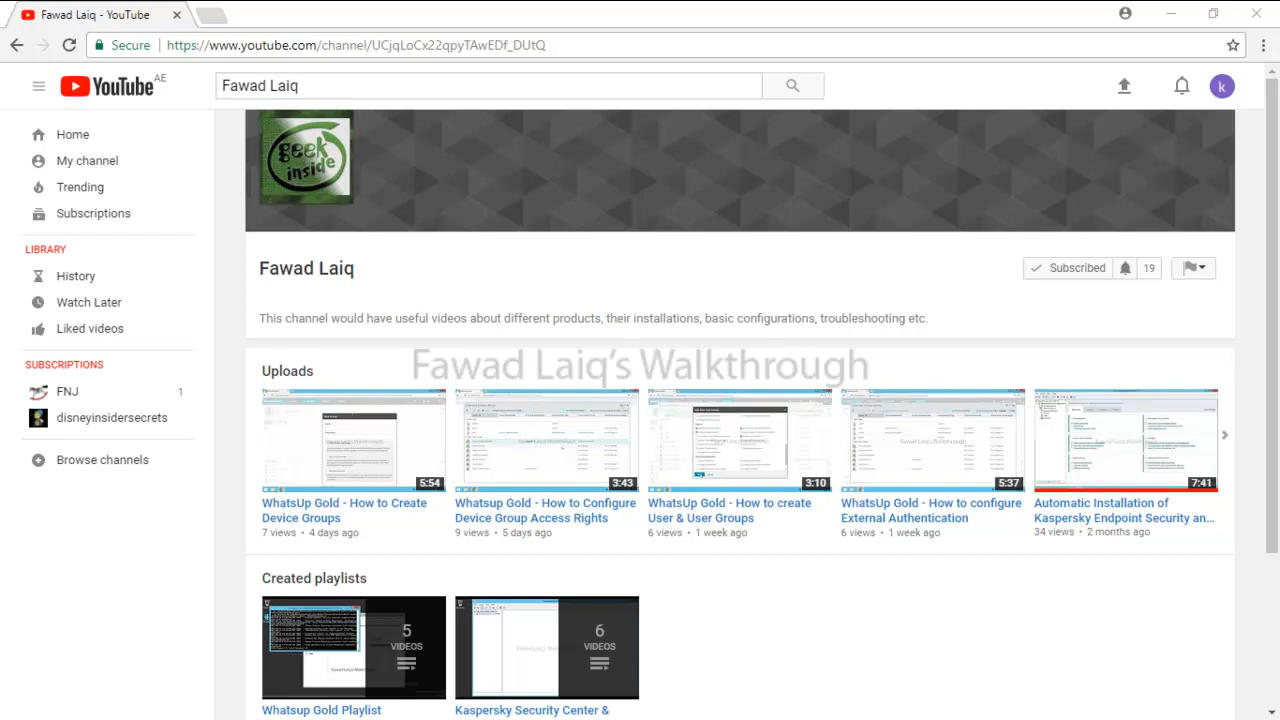 Fawad Laiq - YouTube
Secure https://www.youtube.com/channel/UCjqLoCx22qpyTAwEDf_DUtQ
YouTube AE
Fawad Laiq
k
Home
My channel
Trending
Subscriptions
LIBRARY
History
Watch Later
Liked videos
SUBSCRIPTIONS
FNJ 1
disneyinsidersecrets
Browse channels
geek
inside
Fawad Laiq
Subscribed 19
This channel would have useful videos about different products, their installations, basic configurations, troubleshooting etc.
Fawad Laiq's Walkthrough
Uploads
5:54
WhatsUp Gold - How to Create
Device Groups
7 views • 4 days ago
3:43
Whatsup Gold - How to Configure
Device Group Access Rights
9 views • 5 days ago
3:10
WhatsUp Gold - How to create
User & User Groups
6 views • 1 week ago
5:37
WhatsUp Gold - How to configure
External Authentication
6 views • 1 week ago
7:41
Automatic Installation of
Kaspersky Endpoint Security an...
34 views • 2 months ago
Created playlists
5
VIDEOS
Whatsup Gold Playlist
6
VIDEOS
Kaspersky Security Center &